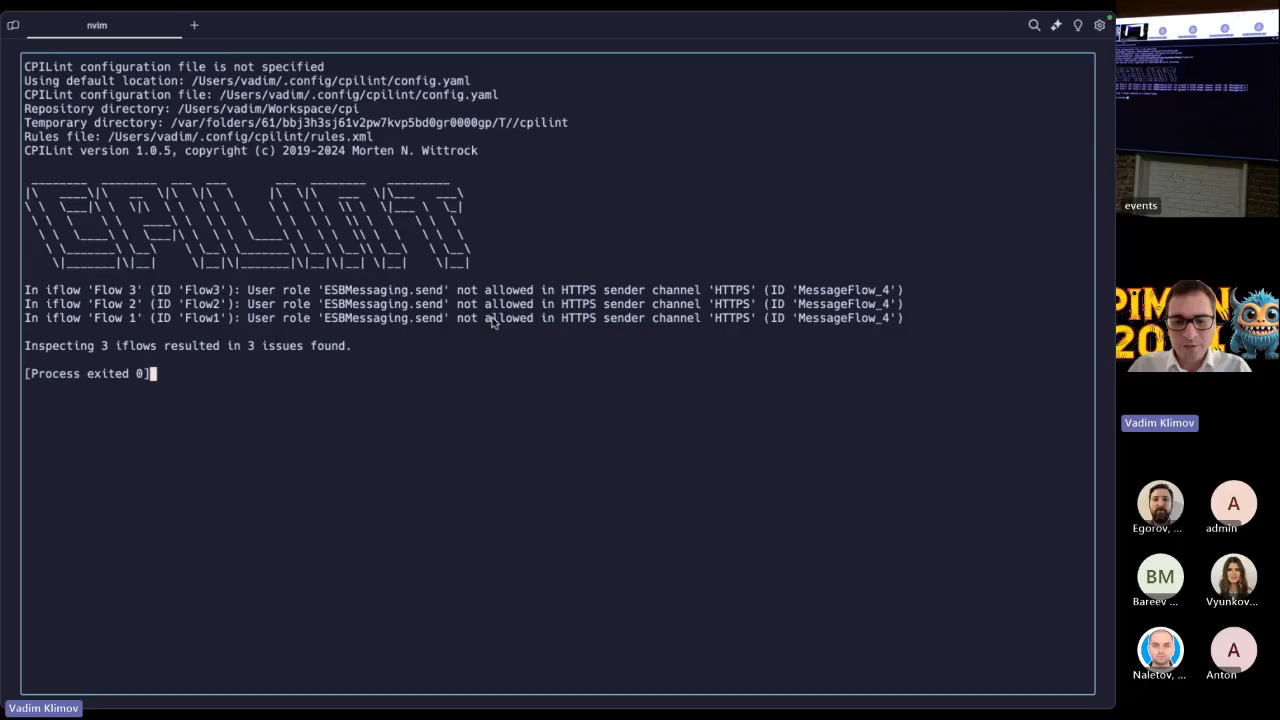 nvim
+
CPILint configuration file is not specified
Using default location: /Users/vadim/.config/cpilint/config.yaml
CPILint configuration file: /Users/vadim/.config/cpilint/config.yaml
Repository directory: /Users/vadim/Workspace/cpi
Temporary directory: /var/folders/61/bbj3h3sj61v2pw7kvp5bd0gr0000gp/T//cpilint
Rules file: /Users/vadim/.config/cpilint/rules.xml
CPILint version 1.0.5, copyright (c) 2019-2024 Morten N. Wittrock
CPILINT
In iflow 'Flow 3' (ID 'Flow3'): User role 'ESBMessaging.send' not allowed in HTTPS sender channel 'HTTPS' (ID 'MessageFlow_4')
In iflow 'Flow 2' (ID 'Flow2'): User role 'ESBMessaging.send' not allowed in HTTPS sender channel 'HTTPS' (ID 'MessageFlow_4')
In iflow 'Flow 1' (ID 'Flow1'): User role 'ESBMessaging.send' not allowed in HTTPS sender channel 'HTTPS' (ID 'MessageFlow_4')
Inspecting 3 iflows resulted in 3 issues found.
[Process exited 0]
Vadim Klimov
events
Vadim Klimov
Egorov, ...
A
admin
BM
Bareev ...
Vyunkov...
Naletov, ...
A
Anton